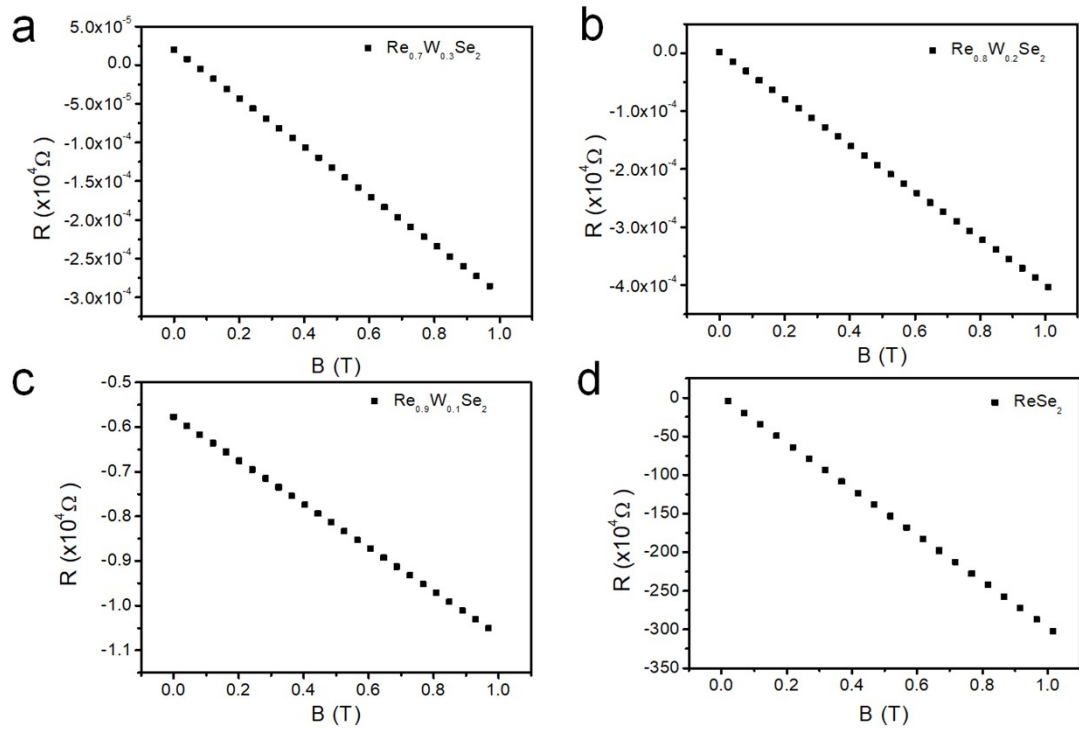 a
Re0.7W0.3Se2
5.0x10-5
0.0
-5.0x10-5
-1.0x10-4
-1.5x10-4
-2.0x10-4
-2.5x10-4
-3.0x10-4
R (x10⁴Ω)
0.0 0.2 0.4 0.6 0.8 1.0
B (T)
b
Re0.8W0.2Se2
0.0
-1.0x10-4
-2.0x10-4
-3.0x10-4
-4.0x10-4
R (x10⁴Ω)
0.0 0.2 0.4 0.6 0.8 1.0
B (T)
c
Re0.9W0.1Se2
-0.5
-0.6
-0.7
-0.8
-0.9
-1.0
-1.1
R (x10⁴Ω)
0.0 0.2 0.4 0.6 0.8 1.0
B (T)
d
ReSe2
0
-50
-100
-150
-200
-250
-300
-350
R (x10⁴Ω)
0.0 0.2 0.4 0.6 0.8 1.0
B (T)